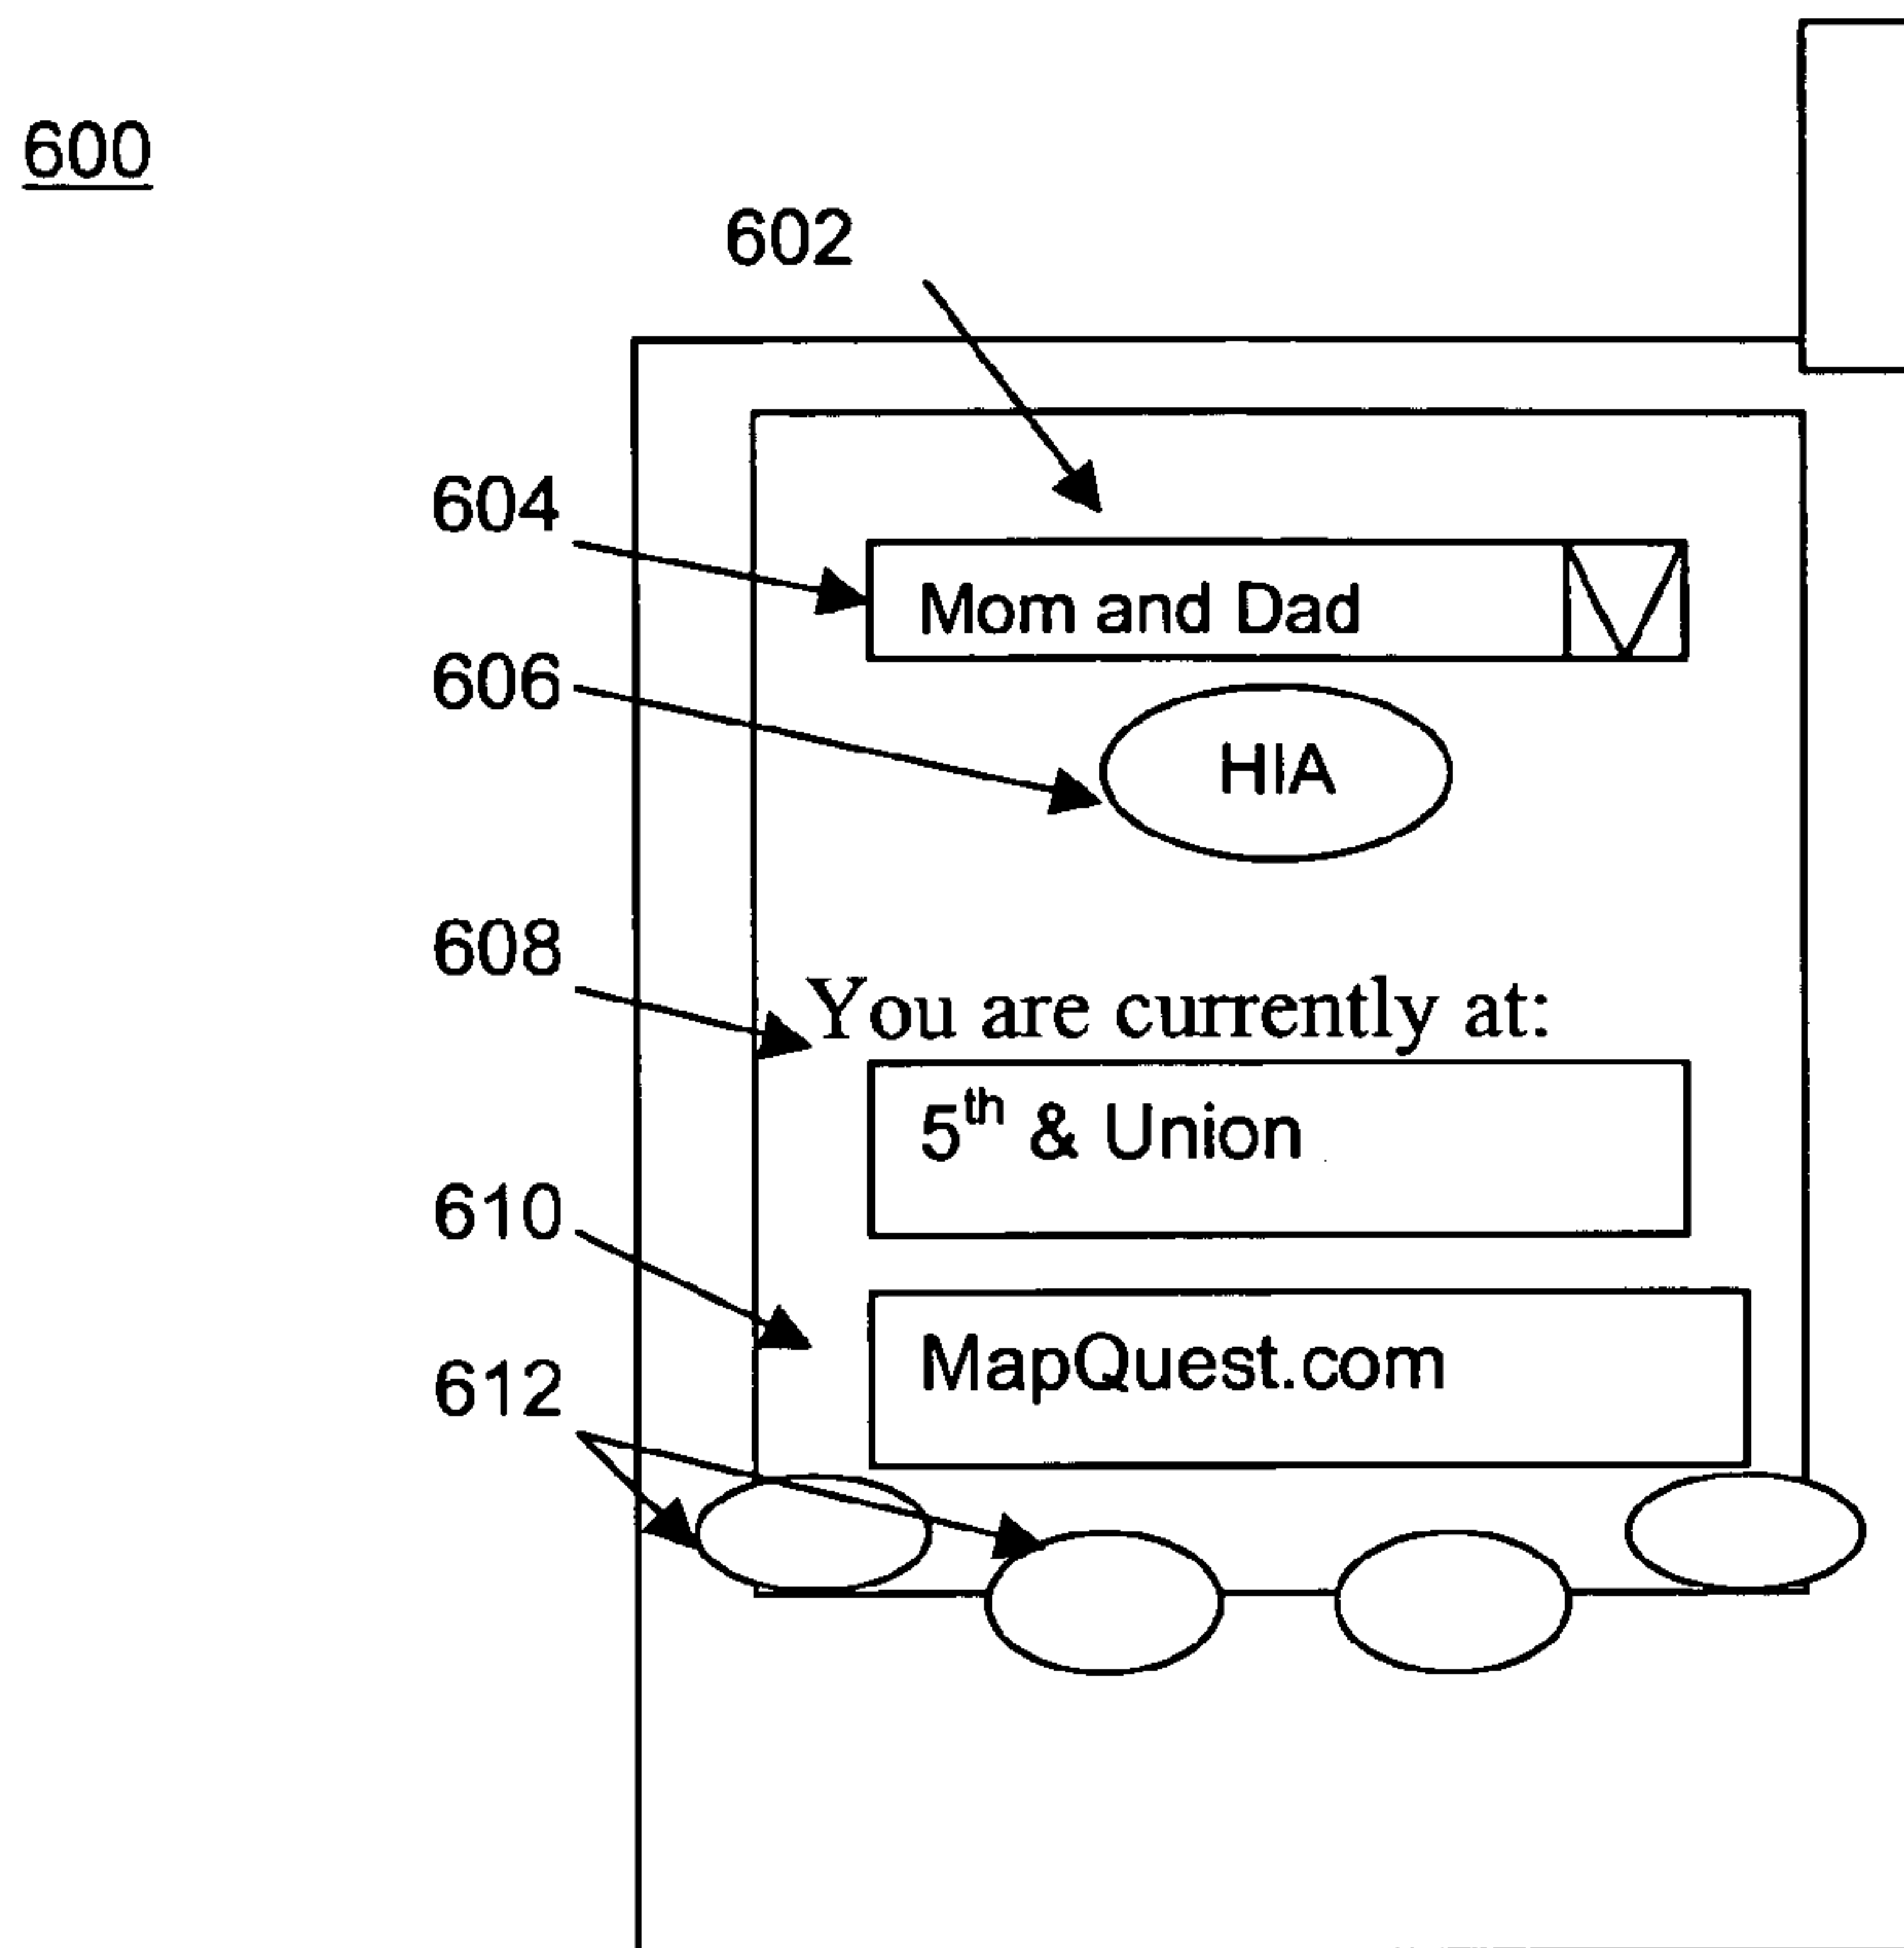 600
602
604
Mom and Dad
606
HIA
608
You are currently at:
5th & Union
610
MapQuest.com
612